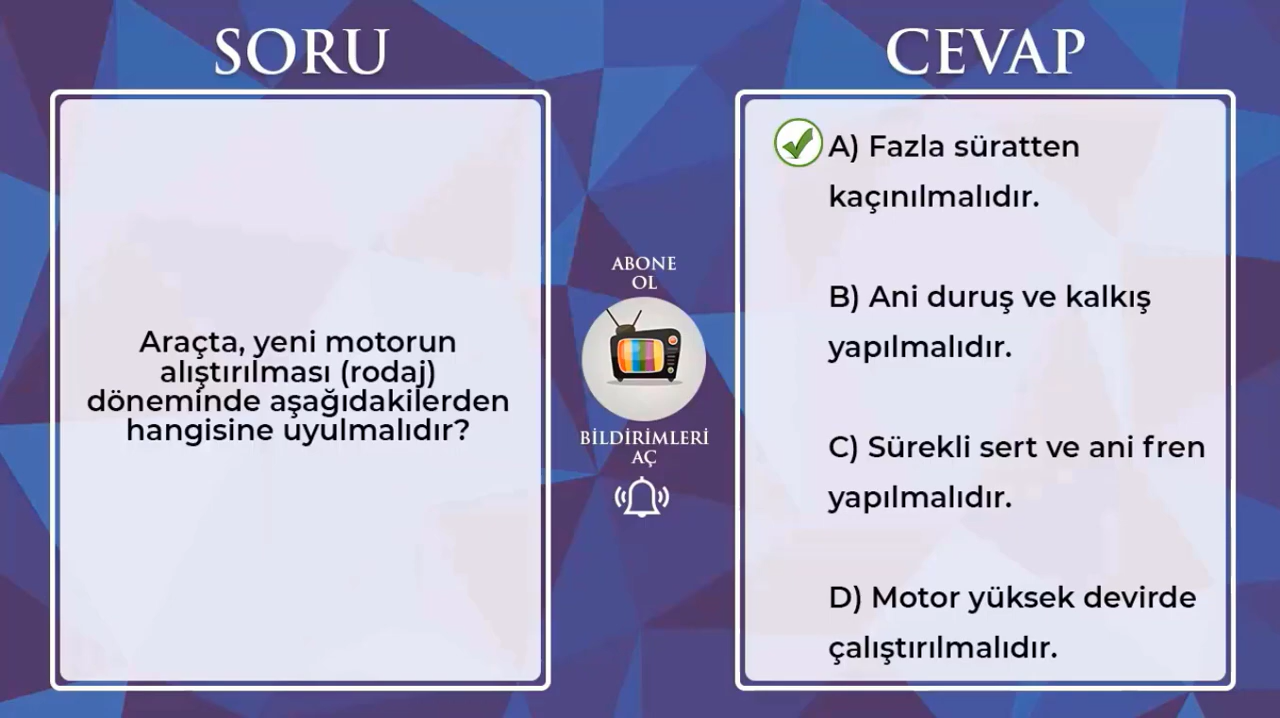 SORU
Araçta, yeni motorun
alıştırılması (rodaj)
döneminde aşağıdakilerden
hangisine uyulmalıdır?
ABONE
OL
BİLDİRİMLERİ
AÇ
CEVAP
A) Fazla süratten
kaçınılmalıdır.
B) Ani duruş ve kalkış
yapılmalıdır.
C) Sürekli sert ve ani fren
yapılmalıdır.
D) Motor yüksek devirde
çalıştırılmalıdır.